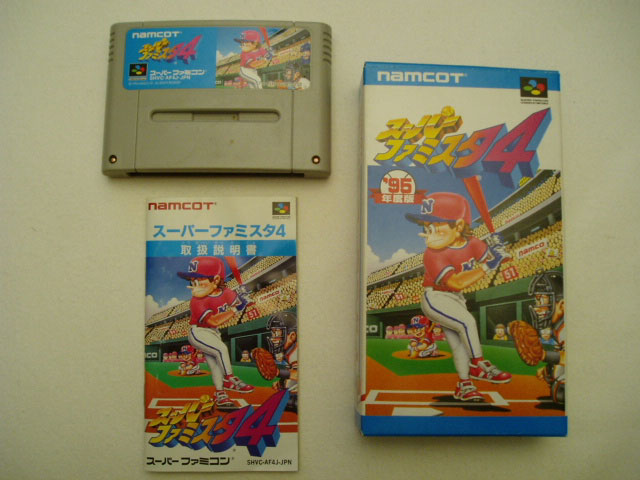 namcot
スーパー
ファミスタ4
スーパーファミコン
SHVC-AF4J-JPN
namcot
スーパーファミスタ4
取扱説明書
N
スーパー
ファミスタ4
スーパーファミコン
SHVC-AF4J-JPN
namcot
スーパー
ファミスタ4
'95
年度版
N
namco
51